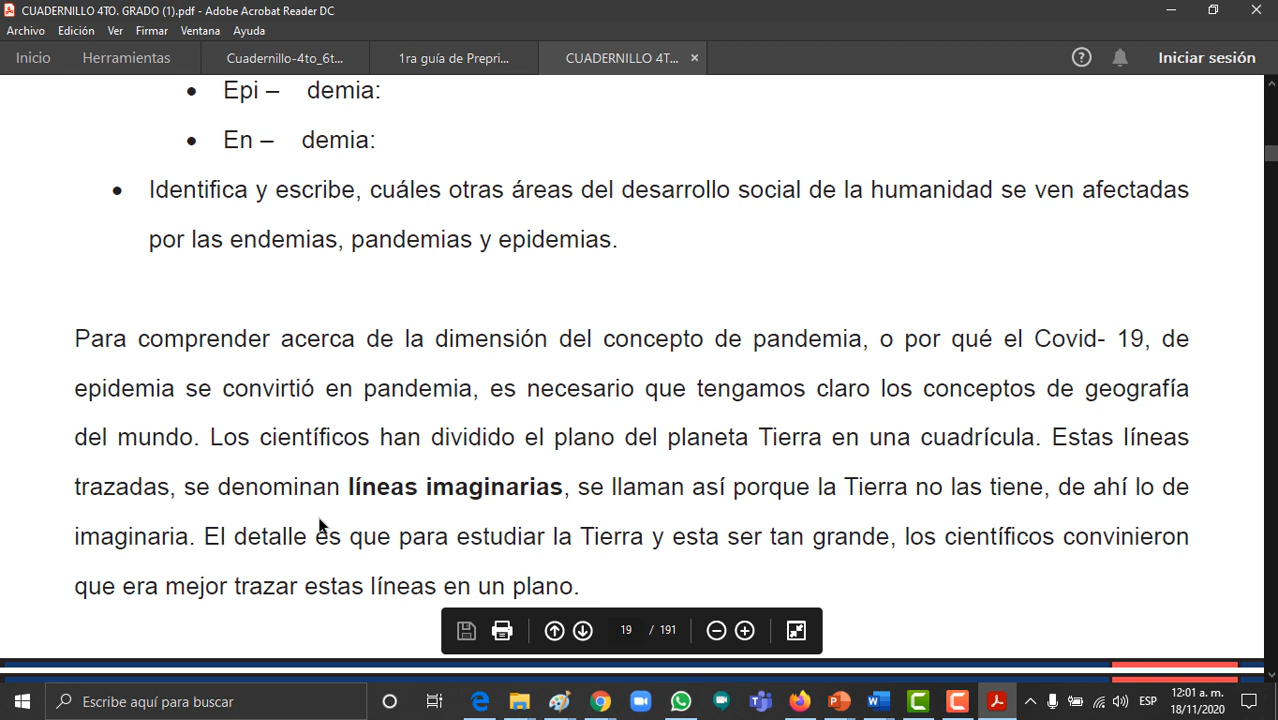 CUADERNILLO 4TO. GRADO (1).pdf - Adobe Acrobat Reader DC
Archivo Edición Ver Firmar Ventana Ayuda
Inicio Herramientas Cuadernillo-4to_6t... 1ra guía de Prepri... CUADERNILLO 4T... × Iniciar sesión
• Epi – demia:
• En – demia:
• Identifica y escribe, cuáles otras áreas del desarrollo social de la humanidad se ven afectadas
por las endemias, pandemias y epidemias.
Para comprender acerca de la dimensión del concepto de pandemia, o por qué el Covid- 19, de
epidemia se convirtió en pandemia, es necesario que tengamos claro los conceptos de geografía
del mundo. Los científicos han dividido el plano del planeta Tierra en una cuadrícula. Estas líneas
trazadas, se denominan líneas imaginarias, se llaman así porque la Tierra no las tiene, de ahí lo de
imaginaria. El detalle es que para estudiar la Tierra y esta ser tan grande, los científicos convinieron
que era mejor trazar estas líneas en un plano.
19 / 191
Escribe aquí para buscar
ESP
12:01 a. m.
18/11/2020